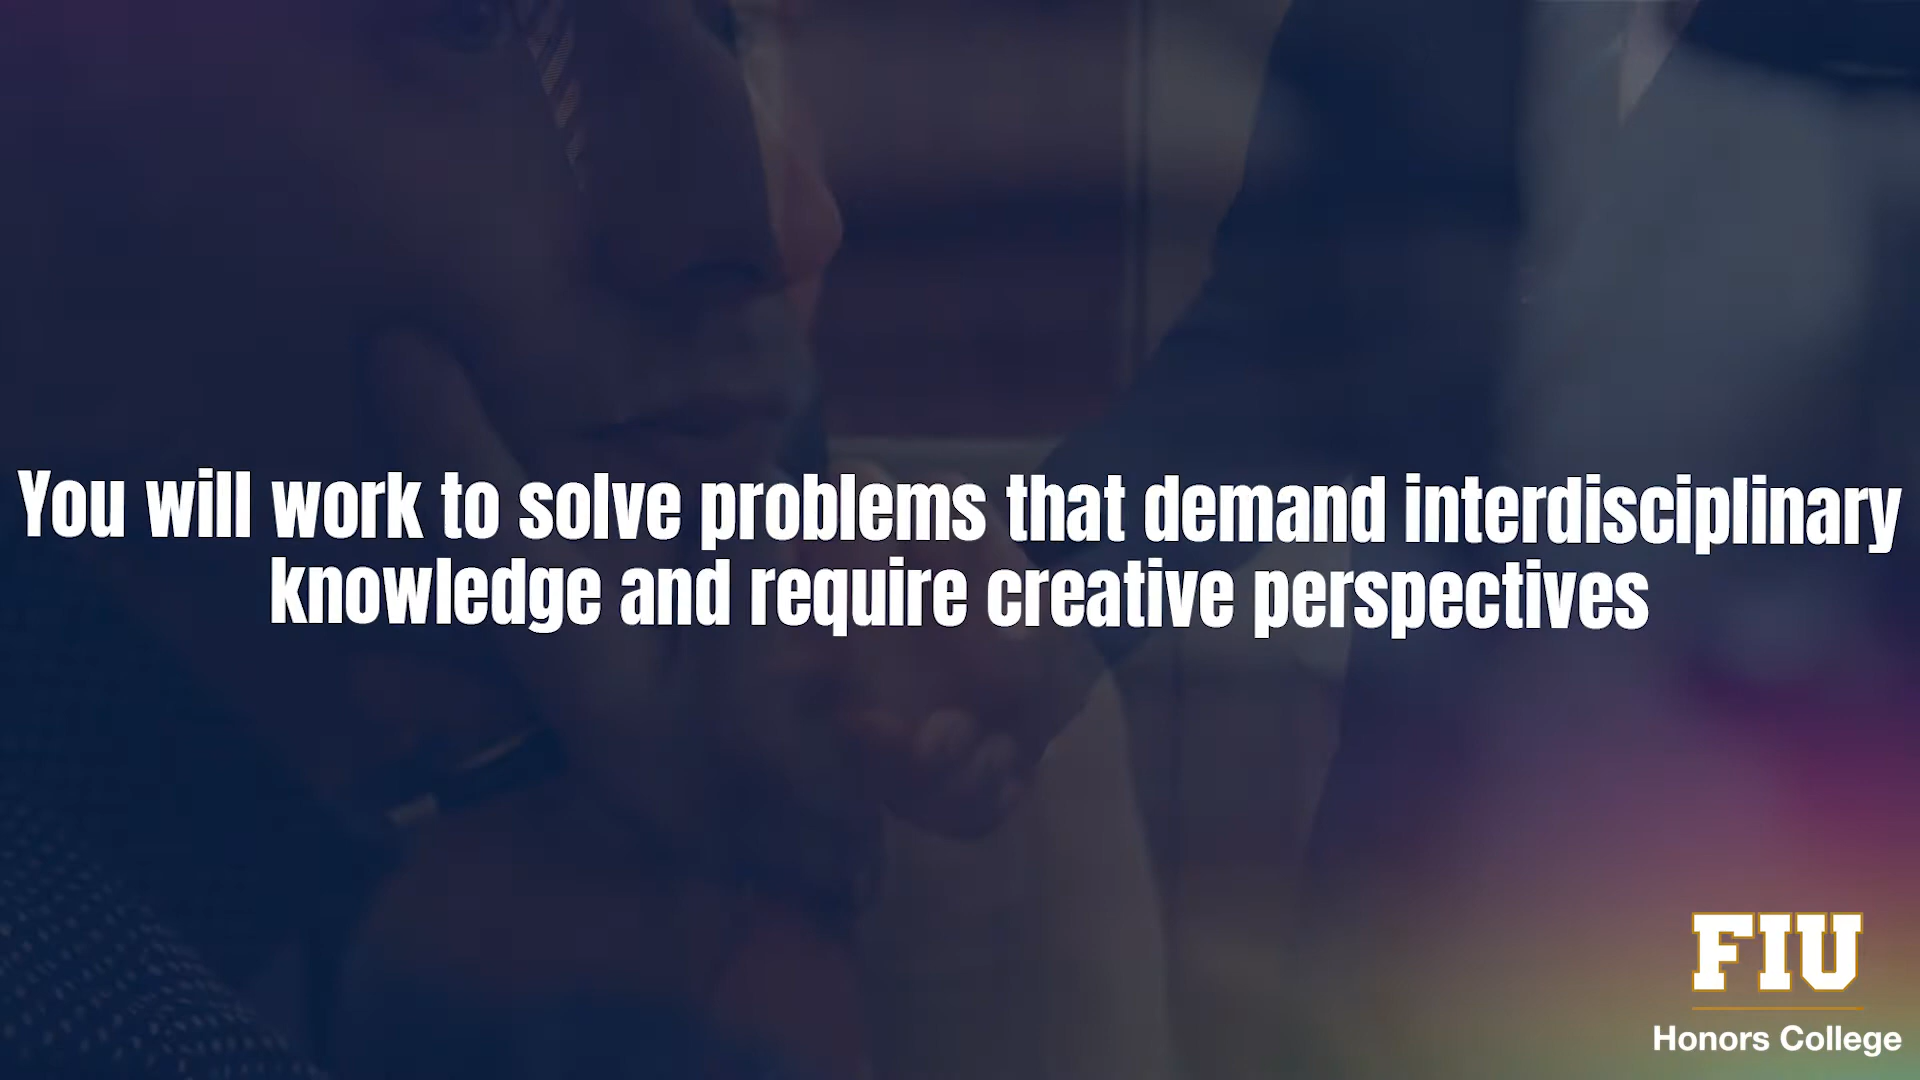 You will work to solve problems that demand interdisciplinary
knowledge and require creative perspectives
FIU
Honors College